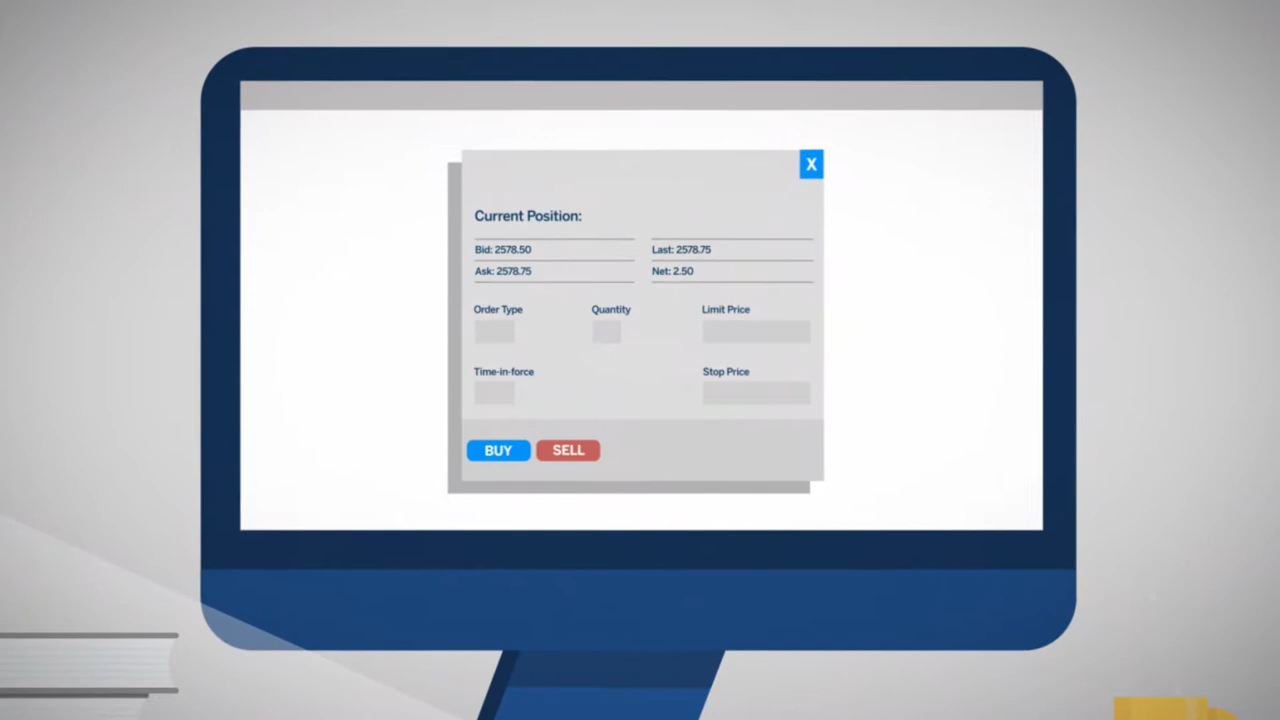 X
Current Position:
Bid: 2578.50 Last: 2578.75
Ask: 2578.75 Net: 2.50
Order Type Quantity Limit Price
Time-in-force Stop Price
BUY SELL